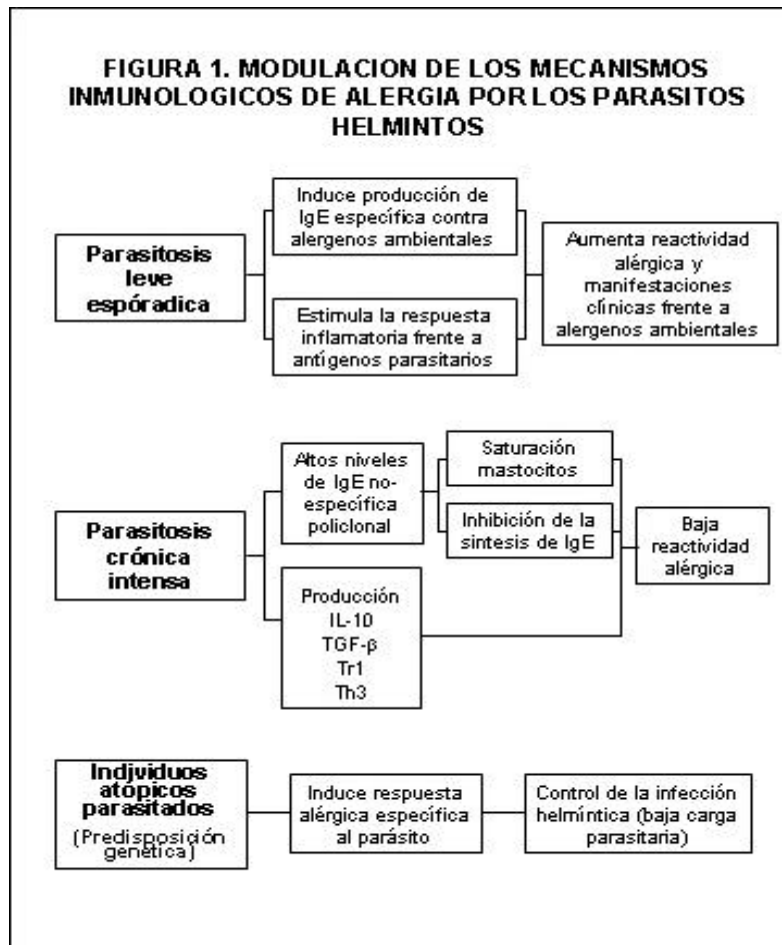 FIGURA 1. MODULACION DE LOS MECANISMOS
INMUNOLOGICOS DE ALERGIA POR LOS PARASITOS
HELMINTOS
Parasitosis
leve
espóradica
Induce producción de
IgE específica contra
alergenos ambientales
Estimula la respuesta
inflamatoria frente a
antígenos parasitarios
Aumenta reactividad
alérgica y
manifestaciones
clínicas frente a
alergenos ambientales
Parasitosis
crónica
intensa
Altos niveles
de IgE no-
específica
policlonal
Saturación
mastocitos
Inhibición de la
sintesis de IgE
Producción
IL-10
TGF-β
Tr1
Th3
Baja
reactividad
alérgica
Individuos
atópicos
parasitados
(Predisposición
genética)
Induce respuesta
alérgica específica
al parásito
Control de la infección
helmíntica (baja carga
parasitaria)